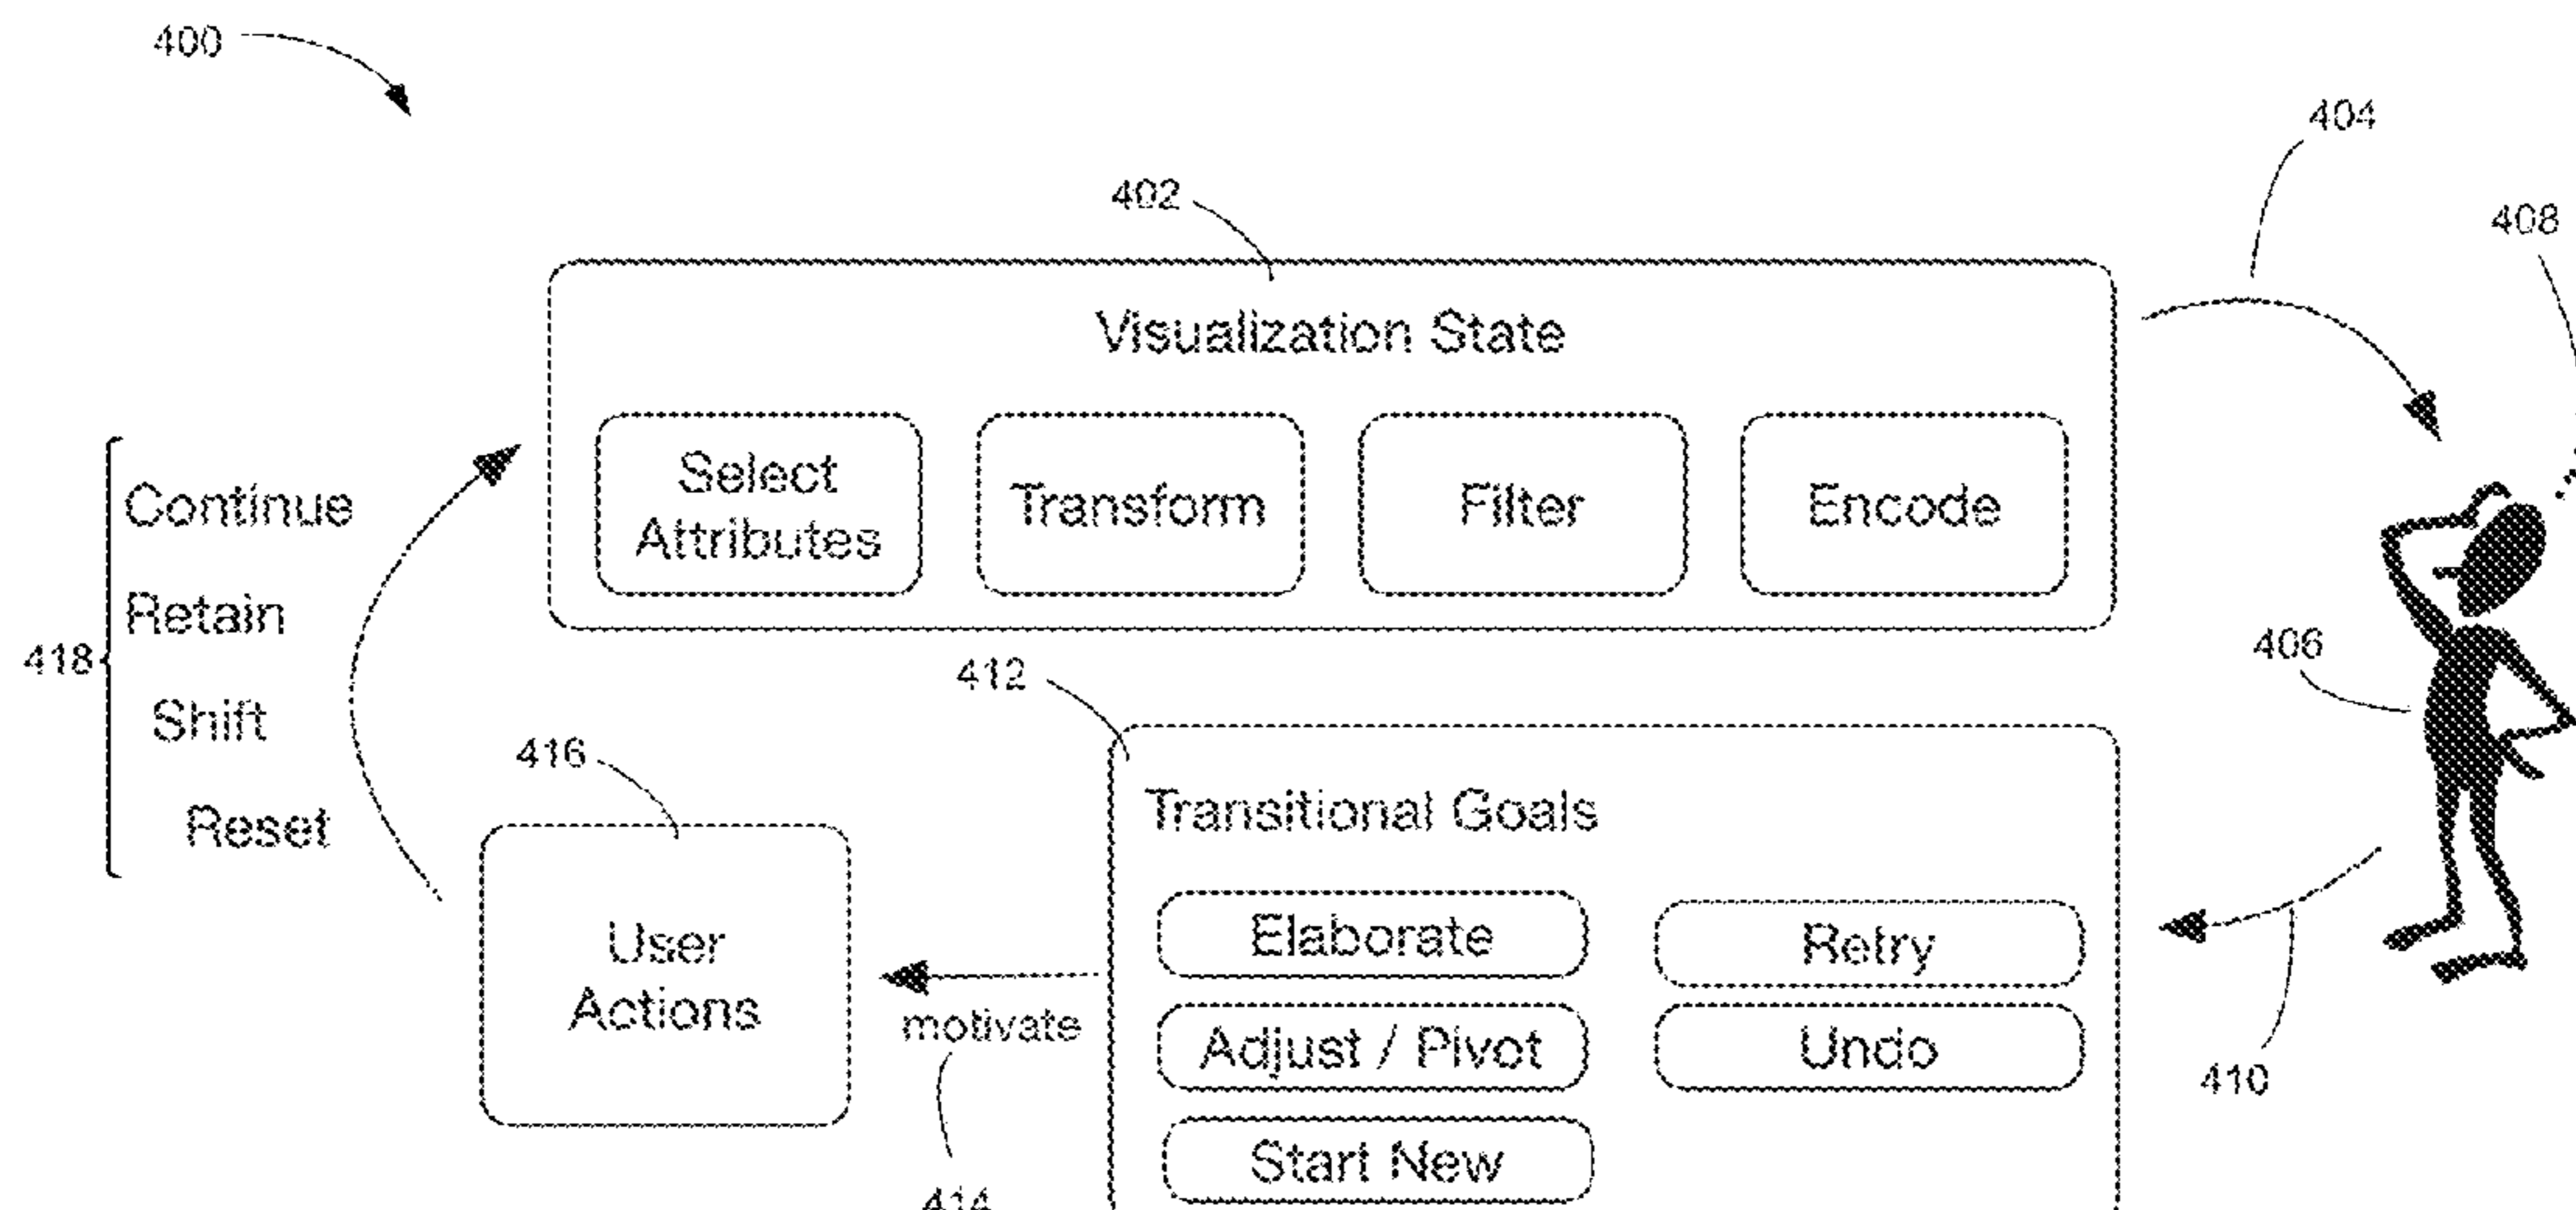 400
404
402
408
Visualization State
Select
Attributes
Transform
Filter
Encode
Continue
Retain
Shift
Reset
418
406
412
416
Transitional Goals
User
Actions
motivate
Elaborate
Retry
Adjust / Pivot
Undo
Start New
410
414